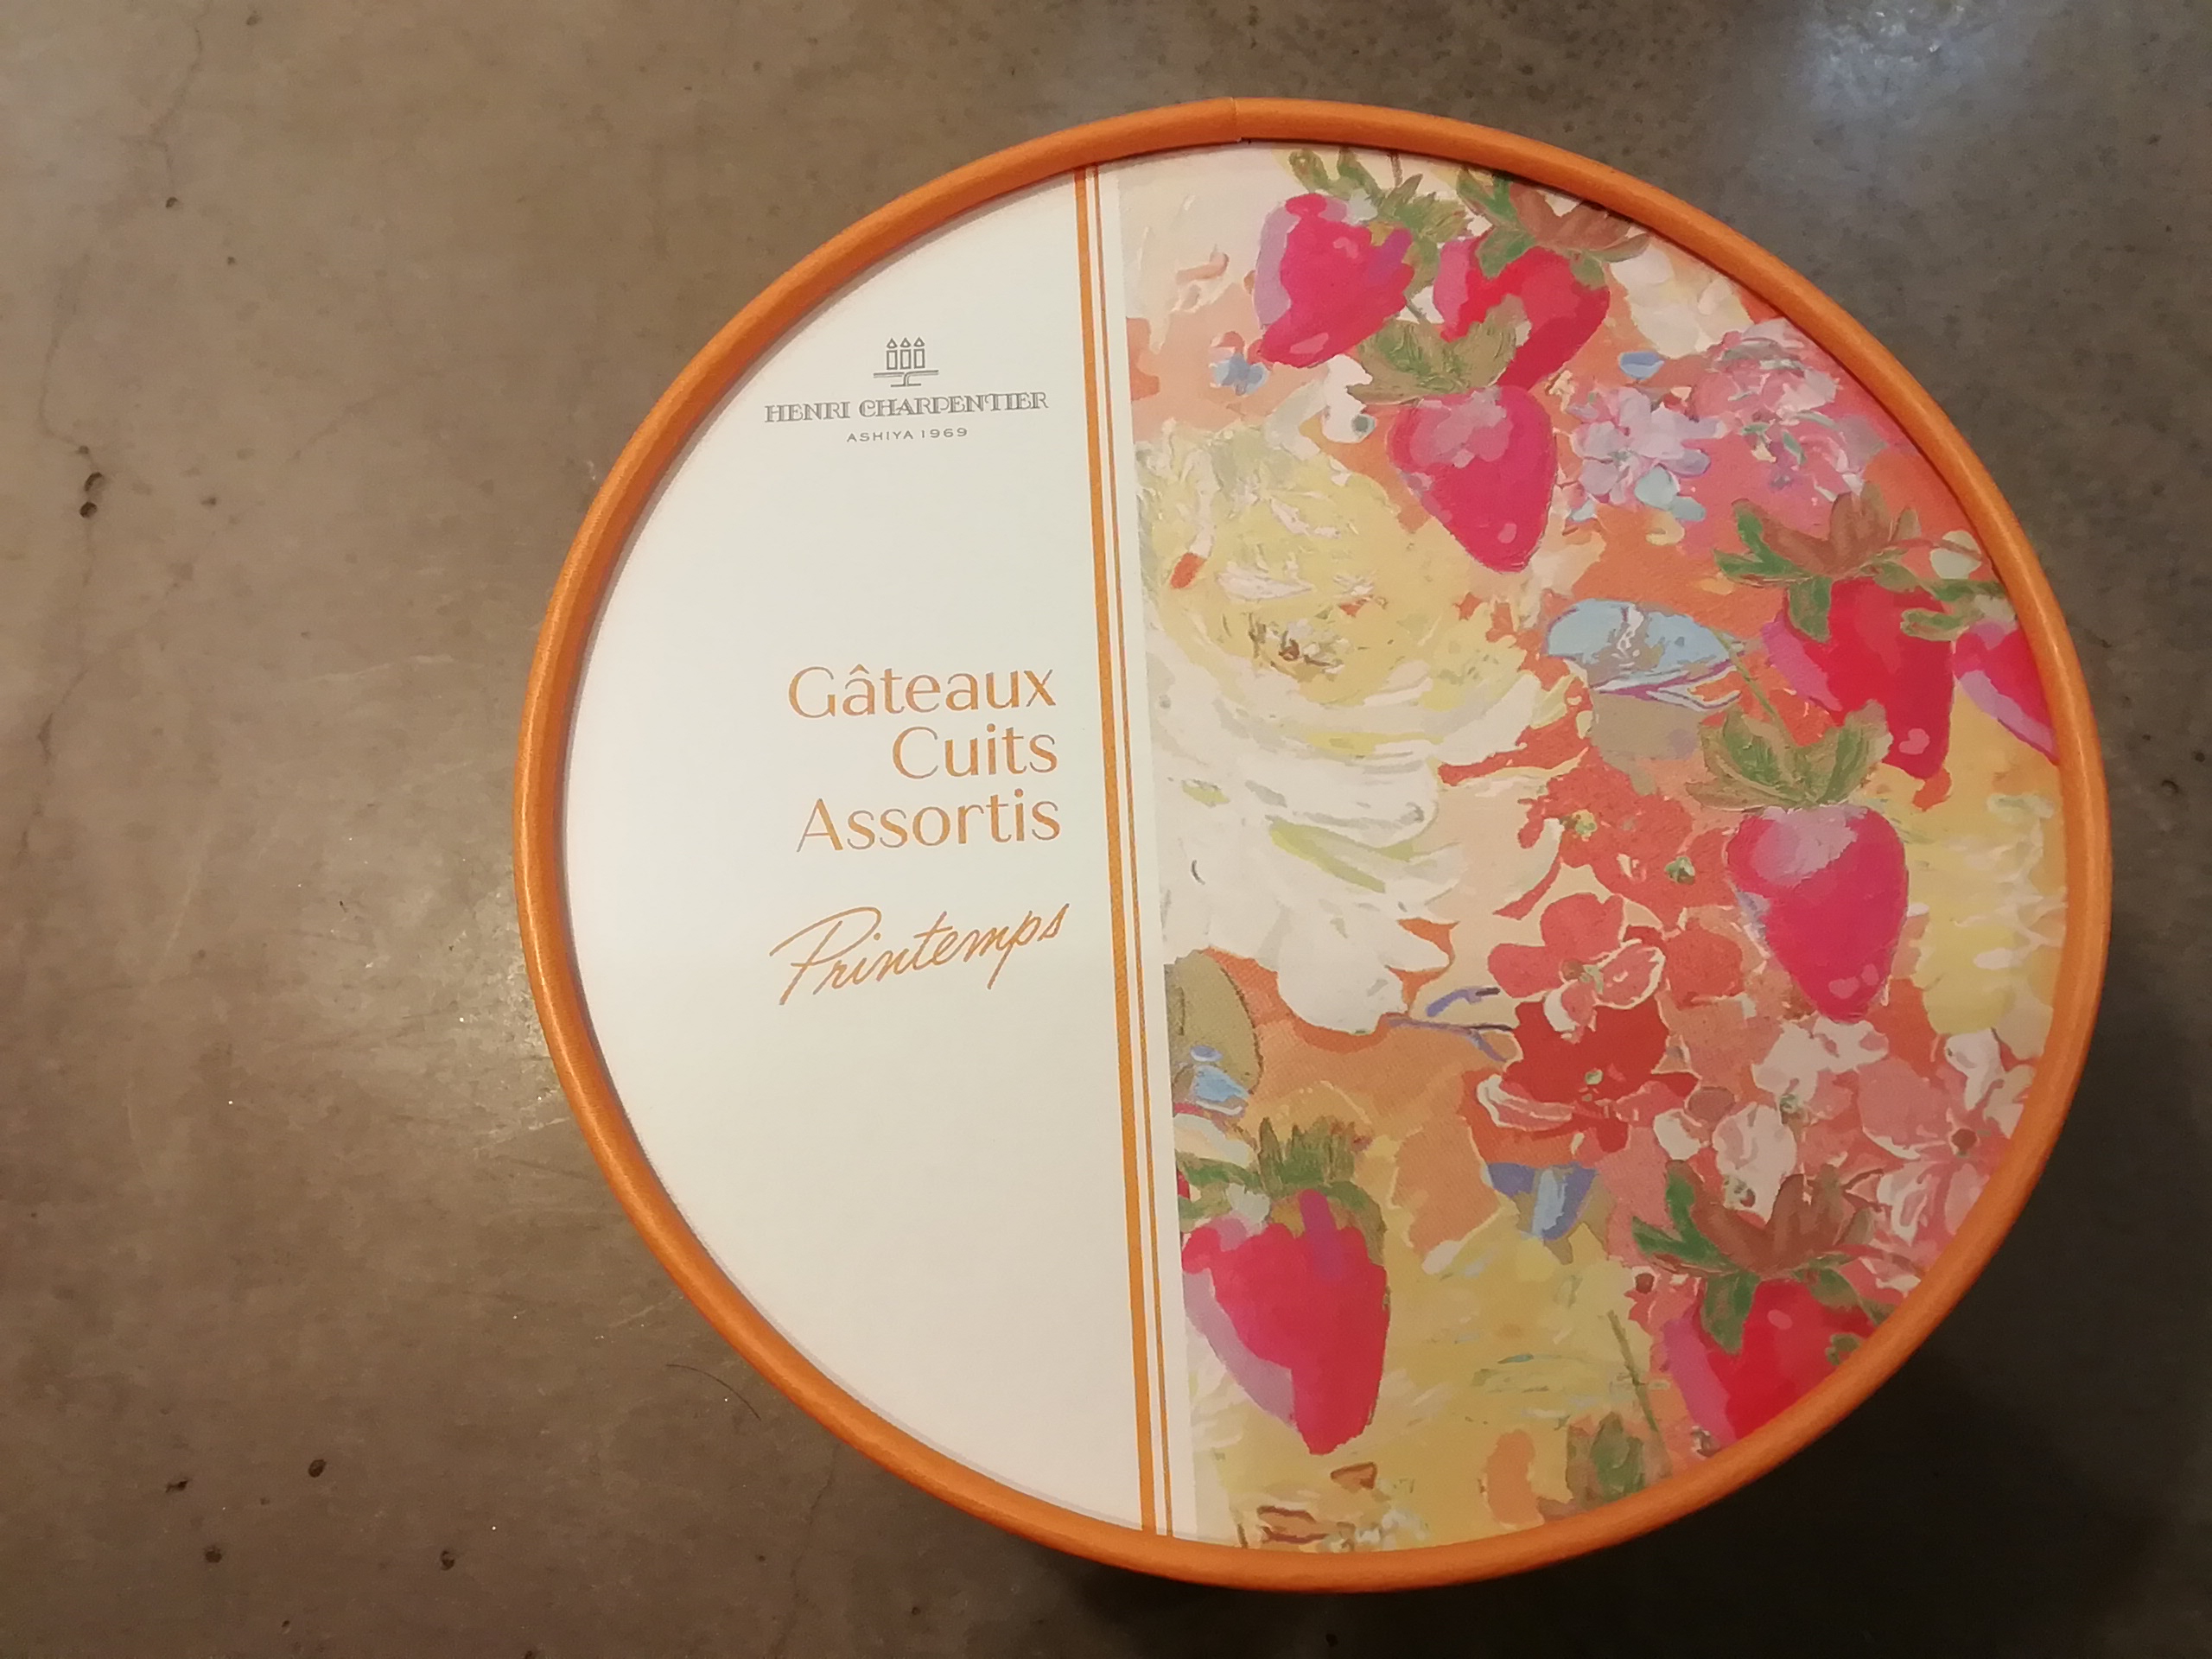 HENRI CHARPENTIER
ASHIYA 1969
Gâteaux
Cuits
Assortis
Printemps